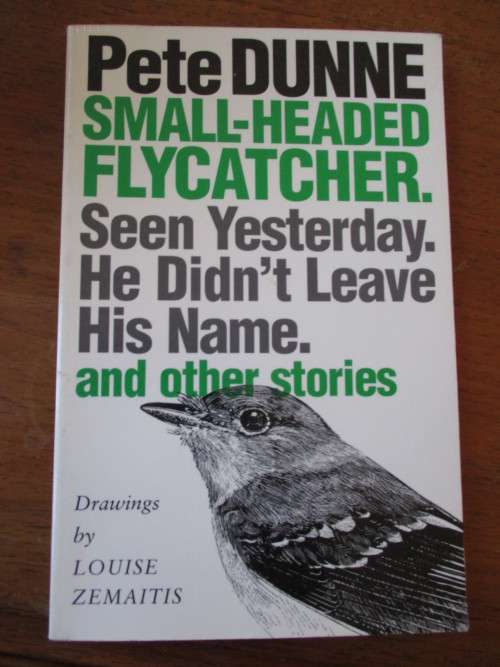 Pete DUNNE
SMALL-HEADED
FLYCATCHER.
Seen Yesterday.
He Didn't Leave
His Name.
and other stories
Drawings
by
LOUISE
ZEMAITIS